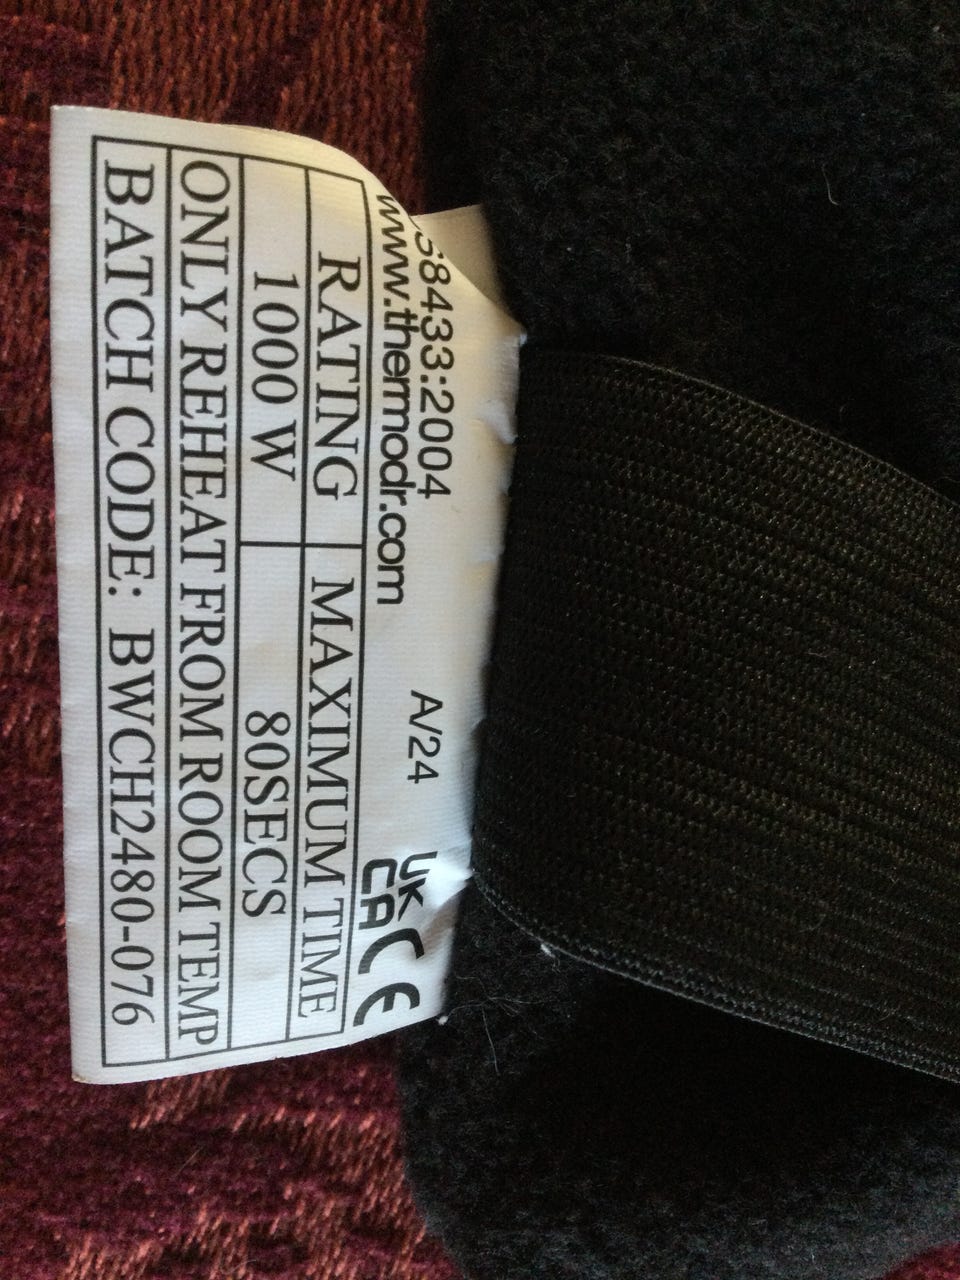 S8433:2004 A/24
www.thermodr.com
UK
CA CE
RATING MAXIMUM TIME
1000 W 80SECS
ONLY REHEAT FROM ROOM TEMP
BATCH CODE: BWCH2480-076